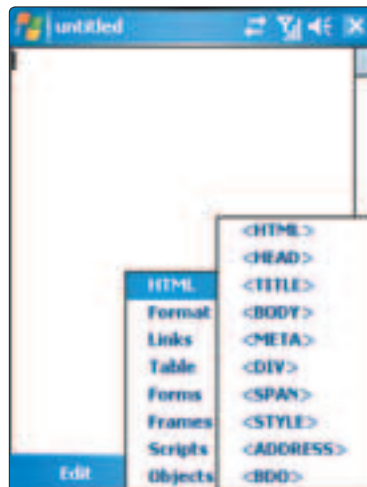 untitled
<HTML>
<HEAD>
<TITLE>
<BODY>
<META>
<DIV>
<SPAN>
<STYLE>
<ADDRESS>
<BDO>
HTML
Format
Links
Table
Forms
Frames
Scripts
Objects
Edit